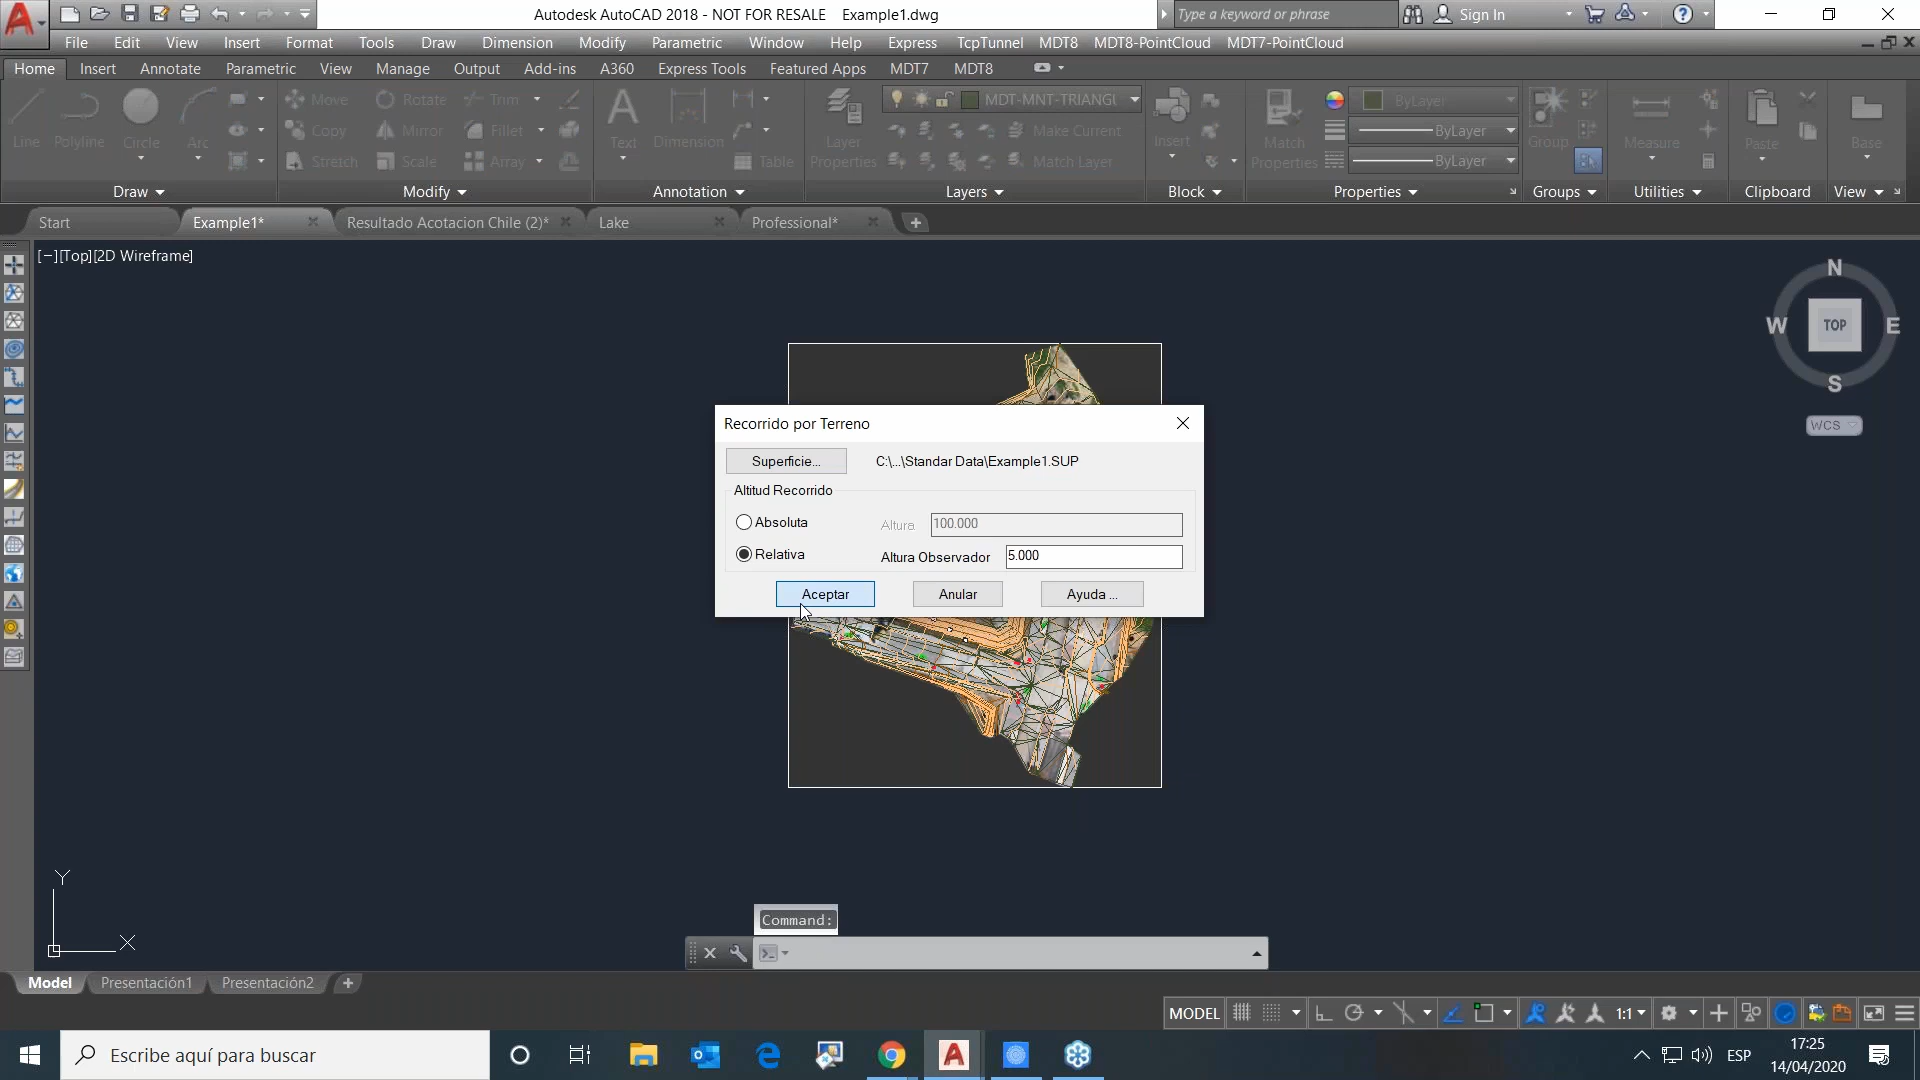 Autodesk AutoCAD 2018 - NOT FOR RESALE Example1.dwg
Type a keyword or phrase
Sign In
File Edit View Insert Format Tools Draw Dimension Modify Parametric Window Help Express TcpTunnel MDT8 MDT8-PointCloud MDT7-PointCloud
Home Insert Annotate Parametric View Manage Output Add-ins A360 Express Tools Featured Apps MDT7 MDT8
Move Rotate Trim MDT-MNT-TRIANGU ByLayer
Copy Mirror Fillet Make Current ByLayer
Line Polyline Circle Arc Text Dimension Layer Properties Insert Match Properties Group Measure Paste Base
Stretch Scale Array Table Match Layer ByLayer
Draw Modify Annotation Layers Block Properties Groups Utilities Clipboard View
Start Example1* Resultado Acotacion Chile (2)* Lake Professional*
[−][Top][2D Wireframe]
N
W TOP E
S
WCS
Recorrido por Terreno
Superficie... C:\...\Standar Data\Example1.SUP
Altitud Recorrido
Absoluta Altura 100.000
Relativa Altura Observador 5.000
Aceptar Anular Ayuda ...
Y
X
Command:
Model Presentación1 Presentación2
MODEL 1:1
Escribe aquí para buscar
ESP
17:25
14/04/2020